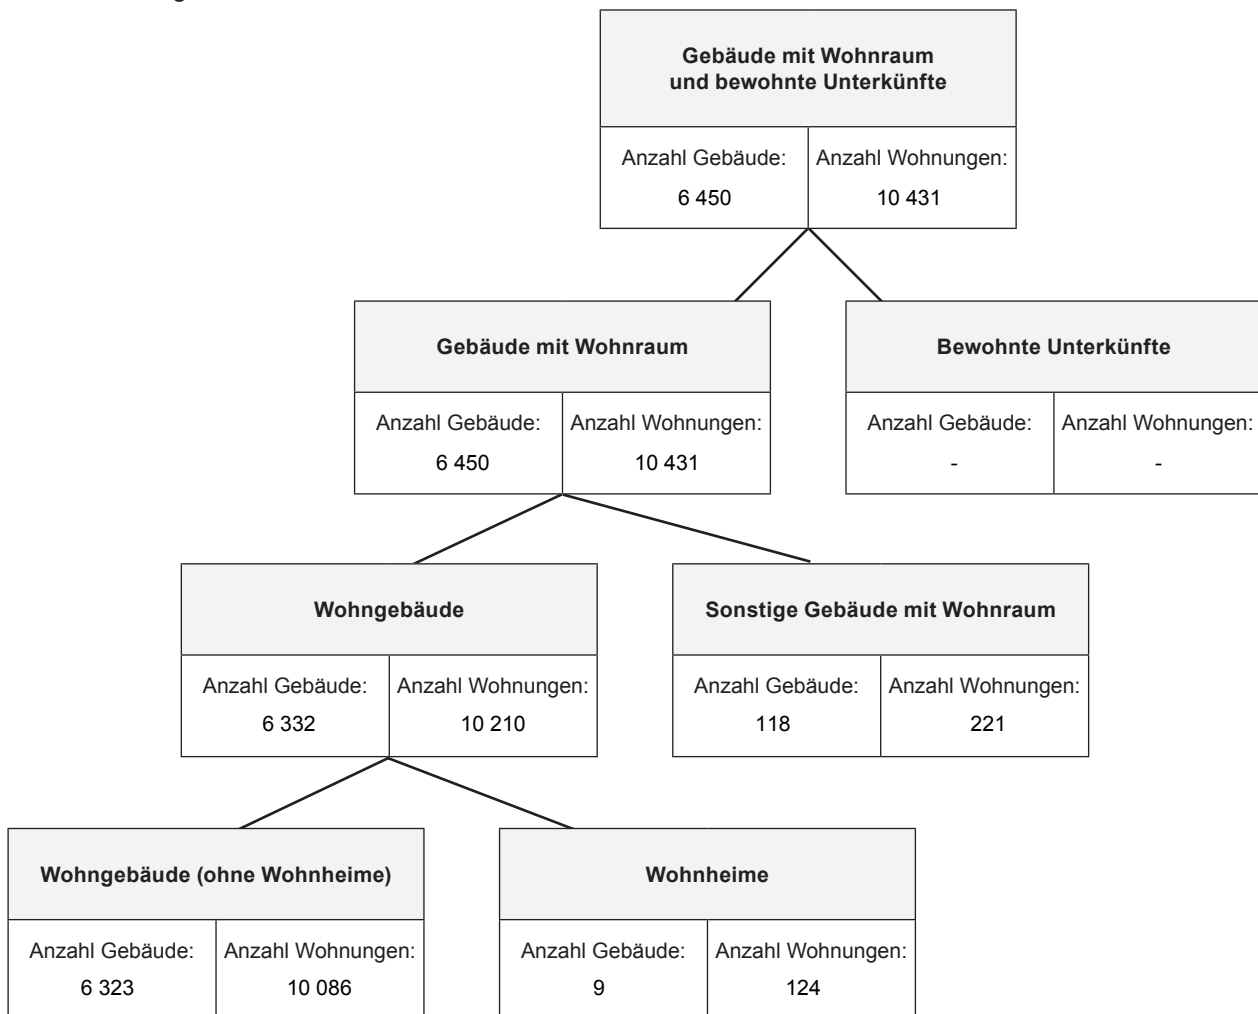 Gebäude mit Wohnraum
und bewohnte Unterkünfte
Anzahl Gebäude: Anzahl Wohnungen:
6 450 10 431
Gebäude mit Wohnraum Bewohnte Unterkünfte
Anzahl Gebäude: Anzahl Wohnungen: Anzahl Gebäude: Anzahl Wohnungen:
6 450 10 431 - -
Wohngebäude Sonstige Gebäude mit Wohnraum
Anzahl Gebäude: Anzahl Wohnungen: Anzahl Gebäude: Anzahl Wohnungen:
6 332 10 210 118 221
Wohngebäude (ohne Wohnheime) Wohnheime
Anzahl Gebäude: Anzahl Wohnungen: Anzahl Gebäude: Anzahl Wohnungen:
6 323 10 086 9 124